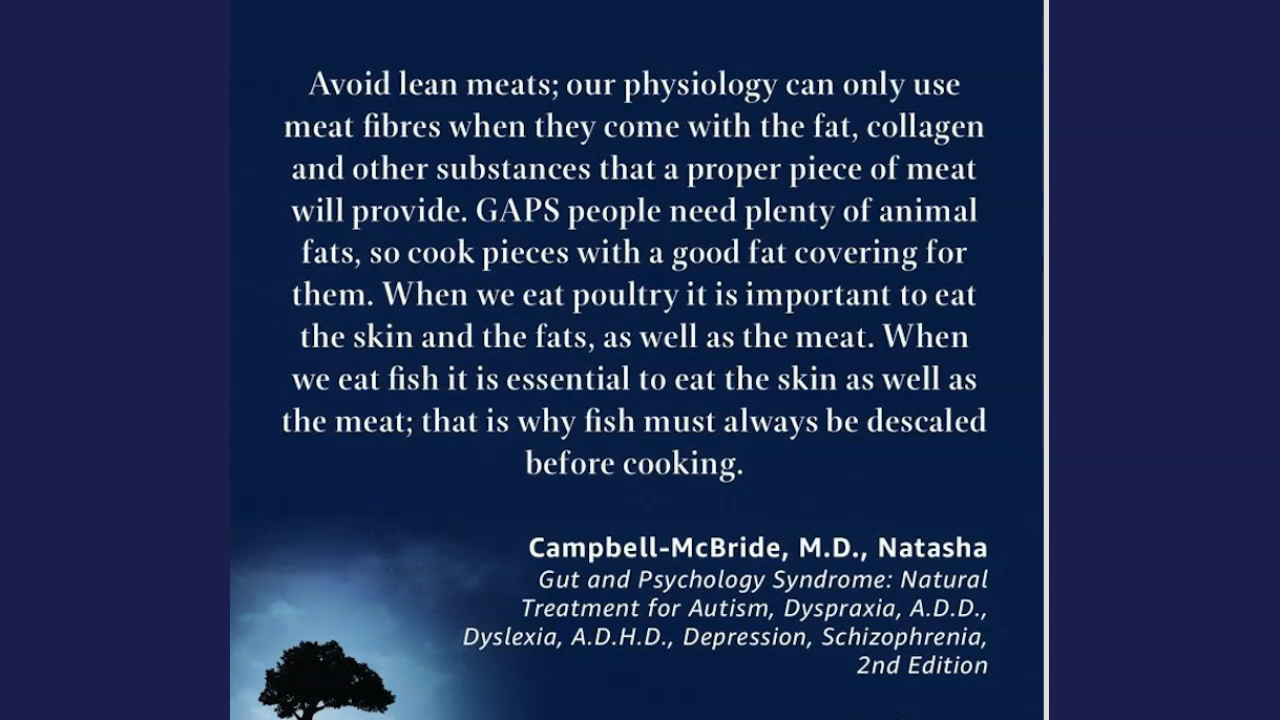 Avoid lean meats; our physiology can only use
meat fibres when they come with the fat, collagen
and other substances that a proper piece of meat
will provide. GAPS people need plenty of animal
fats, so cook pieces with a good fat covering for
them. When we eat poultry it is important to eat
the skin and the fats, as well as the meat. When
we eat fish it is essential to eat the skin as well as
the meat; that is why fish must always be descaled
before cooking.
Campbell-McBride, M.D., Natasha
Gut and Psychology Syndrome: Natural
Treatment for Autism, Dyspraxia, A.D.D.,
Dyslexia, A.D.H.D., Depression, Schizophrenia,
2nd Edition